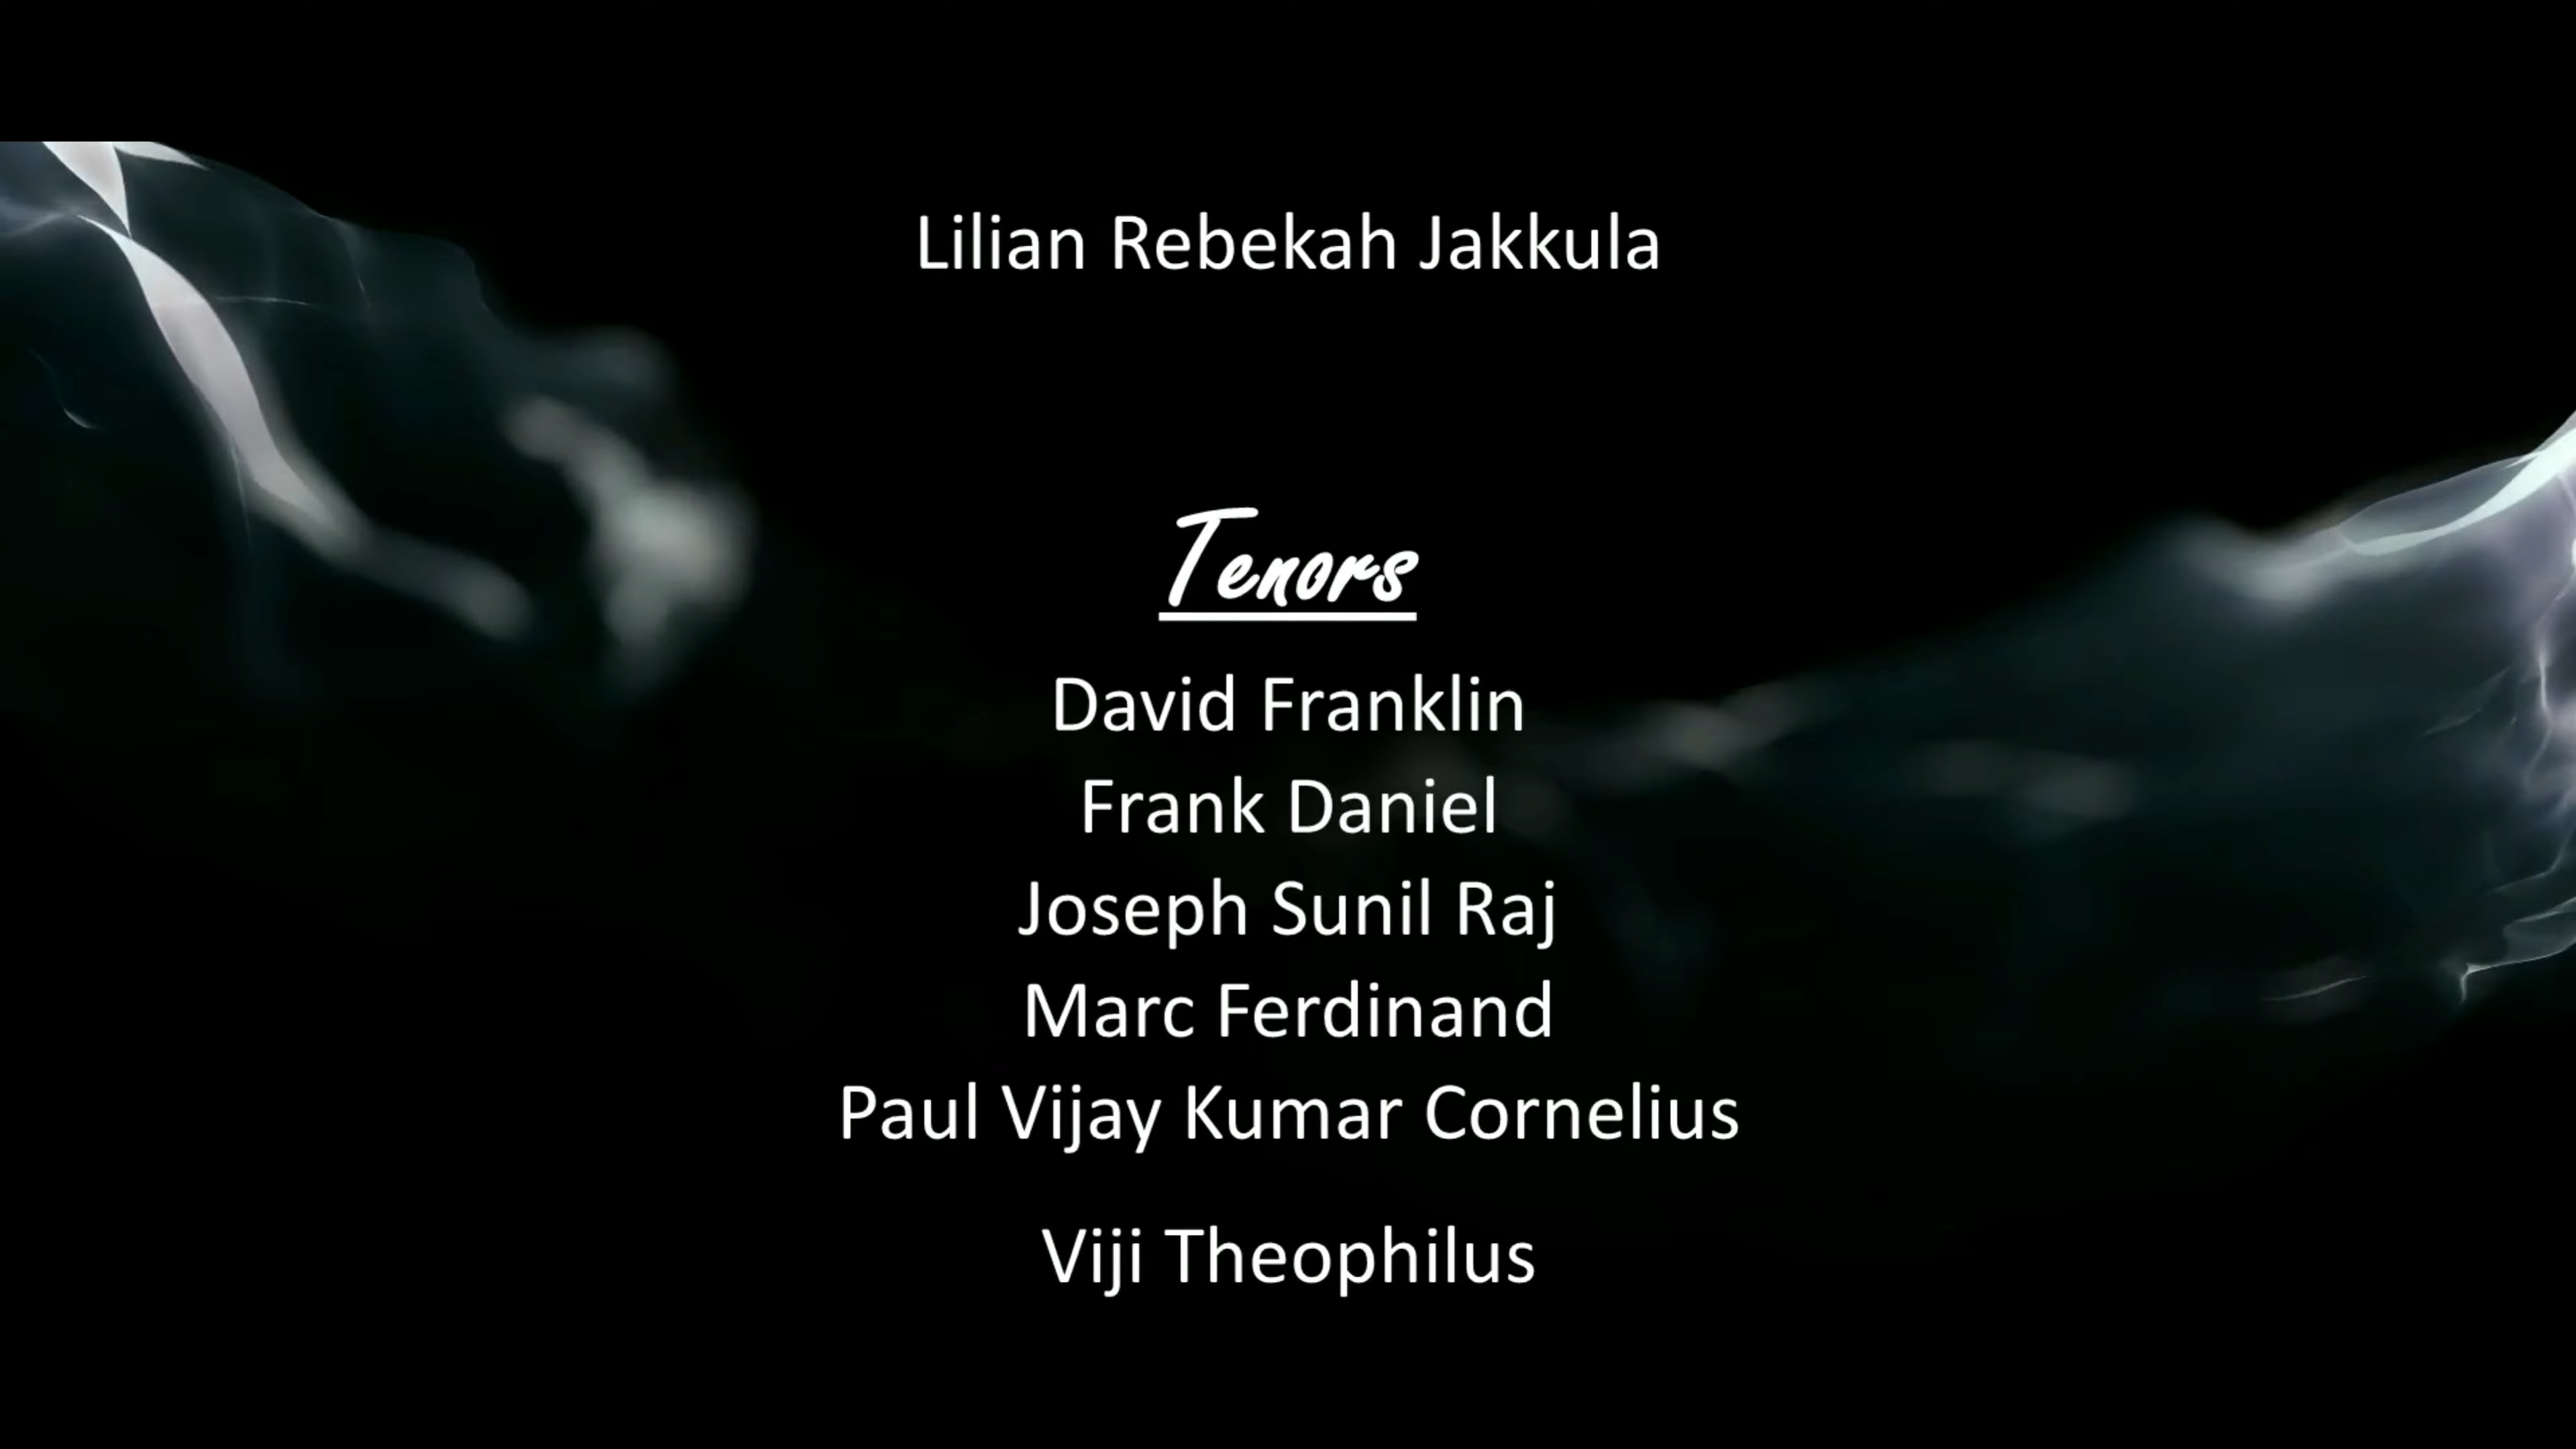 Lilian Rebekah Jakkula
Tenors
David Franklin
Frank Daniel
Joseph Sunil Raj
Marc Ferdinand
Paul Vijay Kumar Cornelius
Viji Theophilus